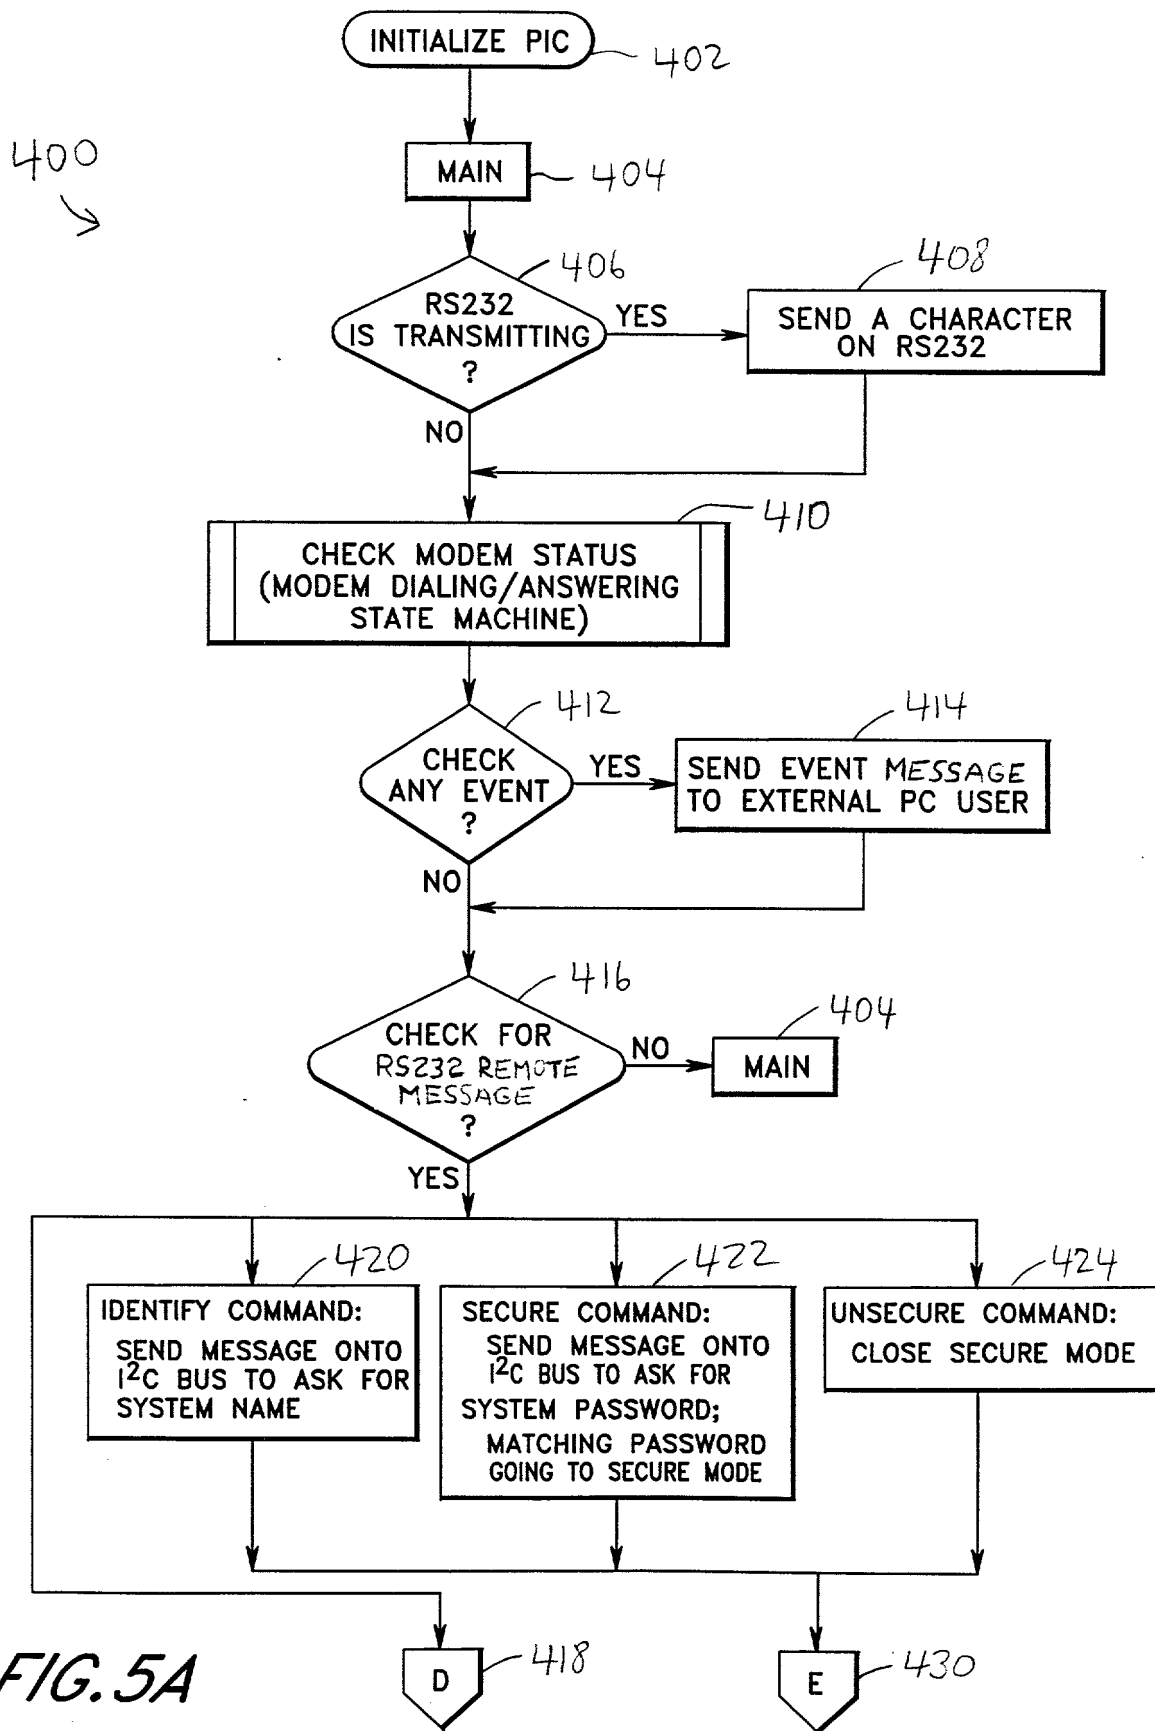 INITIALIZE PIC
402
400
MAIN
404
406
408
RS232
IS TRANSMITTING
?
YES
SEND A CHARACTER
ON RS232
NO
410
CHECK MODEM STATUS
(MODEM DIALING/ANSWERING
STATE MACHINE)
412
414
CHECK
ANY EVENT
?
YES
SEND EVENT MESSAGE
TO EXTERNAL PC USER
NO
416
404
CHECK FOR
RS232 REMOTE
MESSAGE
?
NO
MAIN
YES
420
422
424
IDENTIFY COMMAND:
SEND MESSAGE ONTO
I²C BUS TO ASK FOR
SYSTEM NAME
SECURE COMMAND:
SEND MESSAGE ONTO
I²C BUS TO ASK FOR
SYSTEM PASSWORD;
MATCHING PASSWORD
GOING TO SECURE MODE
UNSECURE COMMAND:
CLOSE SECURE MODE
FIG. 5A
D
418
E
430